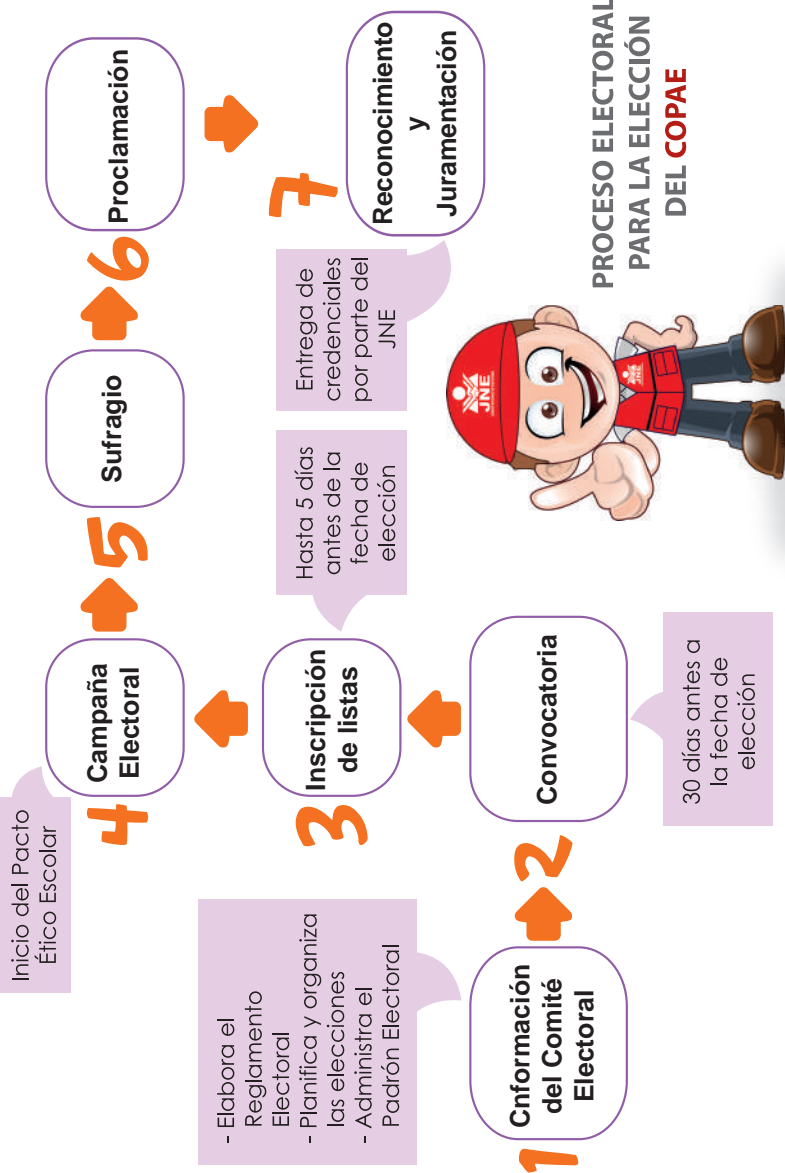 PROCESO ELECTORAL
PARA LA ELECCIÓN
DEL COPAE
1
Cnformación
del Comité
Electoral
- Elabora el
Reglamento
Electoral
- Planifica y organiza
las elecciones
- Administra el
Padrón Electoral
2
Convocatoria
30 días antes a
la fecha de
elección
3
Inscripción
de listas
Hasta 5 días
antes de la
fecha de
elección
4
Campaña
Electoral
Inicio del Pacto
Ético Escolar
5
Sufragio
6
Proclamación
7
Reconocimiento
y
Juramentación
Entrega de
credenciales
por parte del
JNE
JNE
JNE